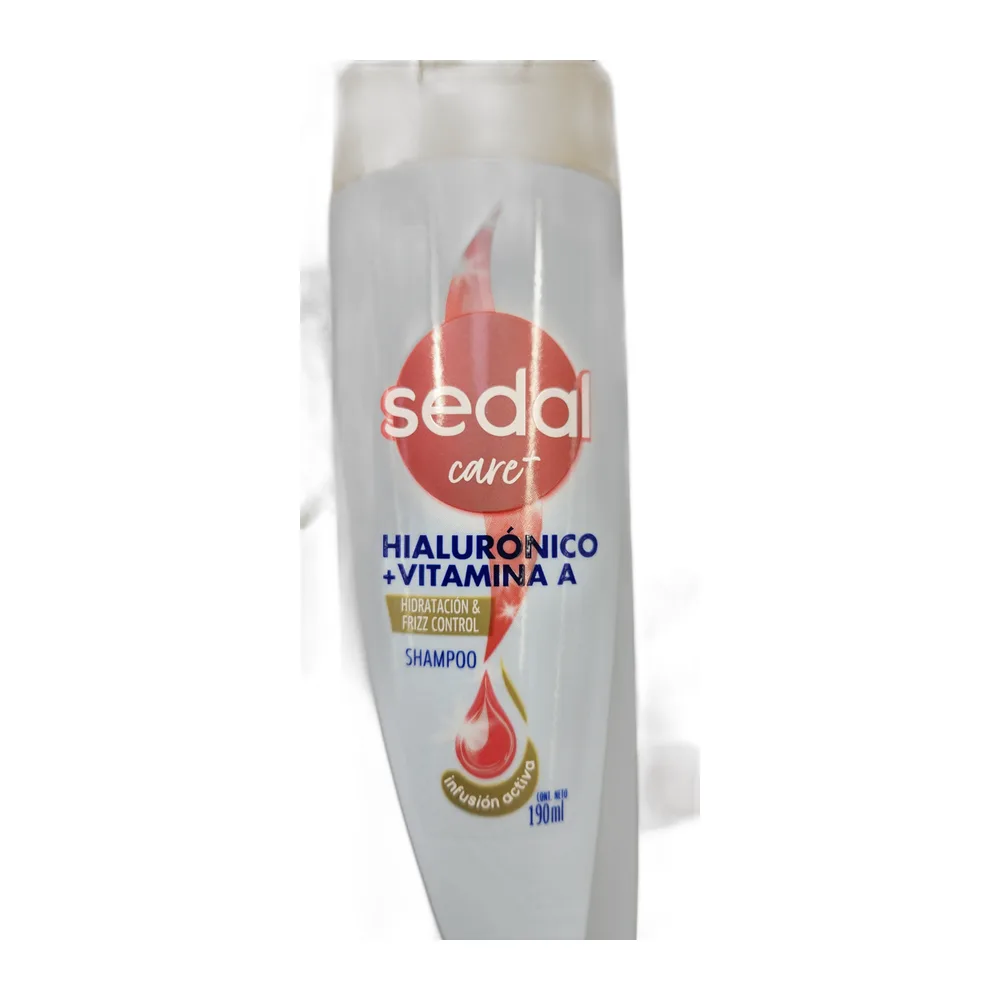 sedal
care+
HIALURÓNICO
+VITAMINA A
HIDRATACIÓN &
FRIZZ CONTROL
SHAMPOO
infusión activa
CONT. NETO
190ml